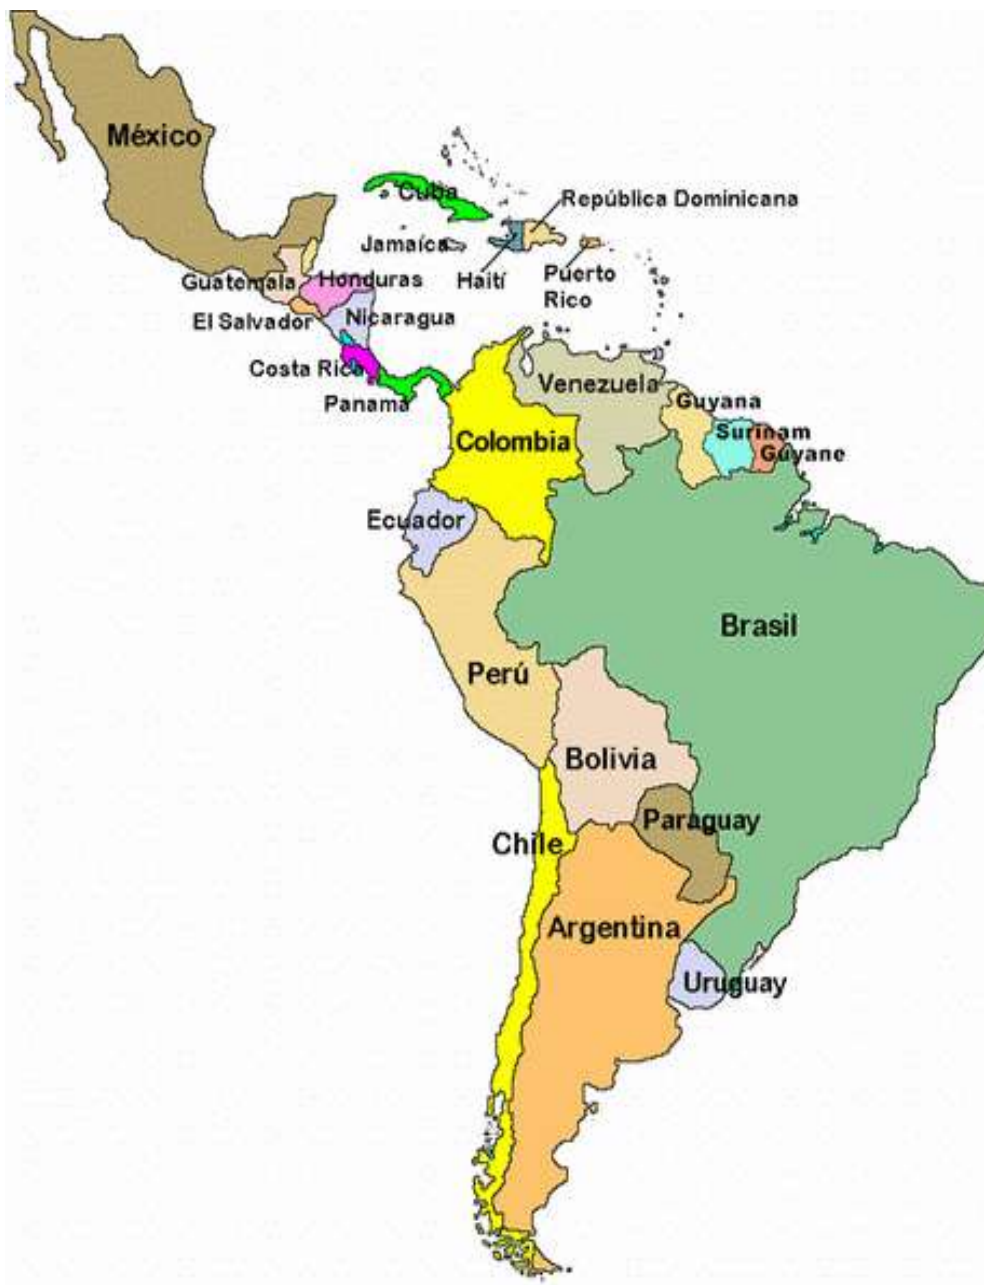 México
Cuba
República Dominicana
Jamaíca
Haití
Puerto
Rico
Guatemala
Honduras
El Salvador
Nicaragua
Costa Rica
Panama
Venezuela
Guyana
Surinam
Guyane
Colombia
Ecuador
Brasil
Perú
Bolivia
Paraguay
Chile
Argentina
Uruguay